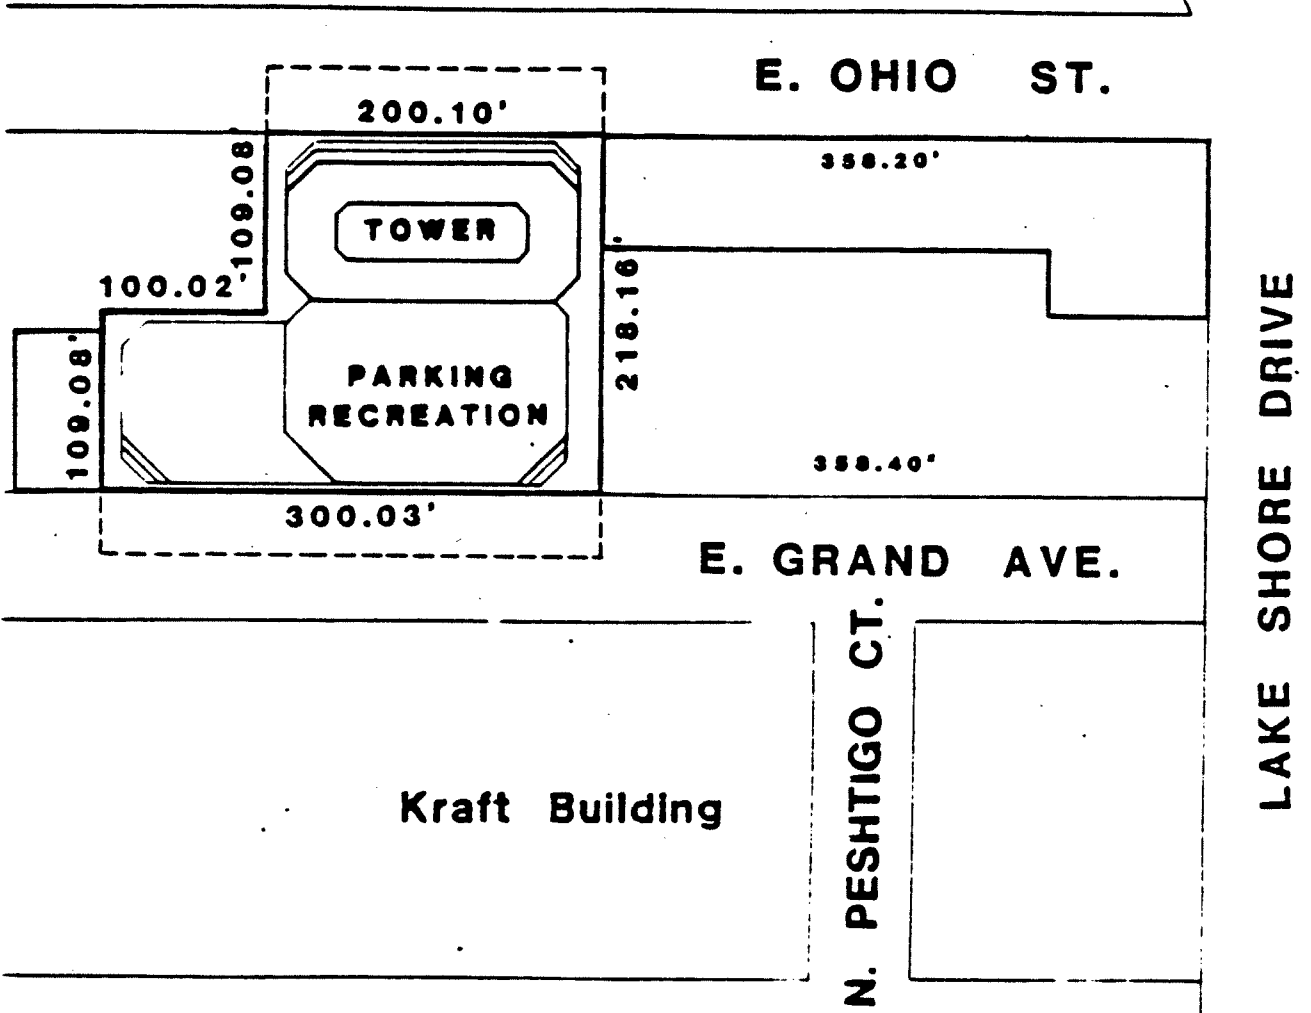 E. OHIO ST.
200.10'
358.20'
109.08
TOWER
100.02'
218.16'
109.08'
PARKING
RECREATION
358.40'
300.03'
E. GRAND AVE.
LAKE SHORE DRIVE
N. PESHTIGO CT.
Kraft Building